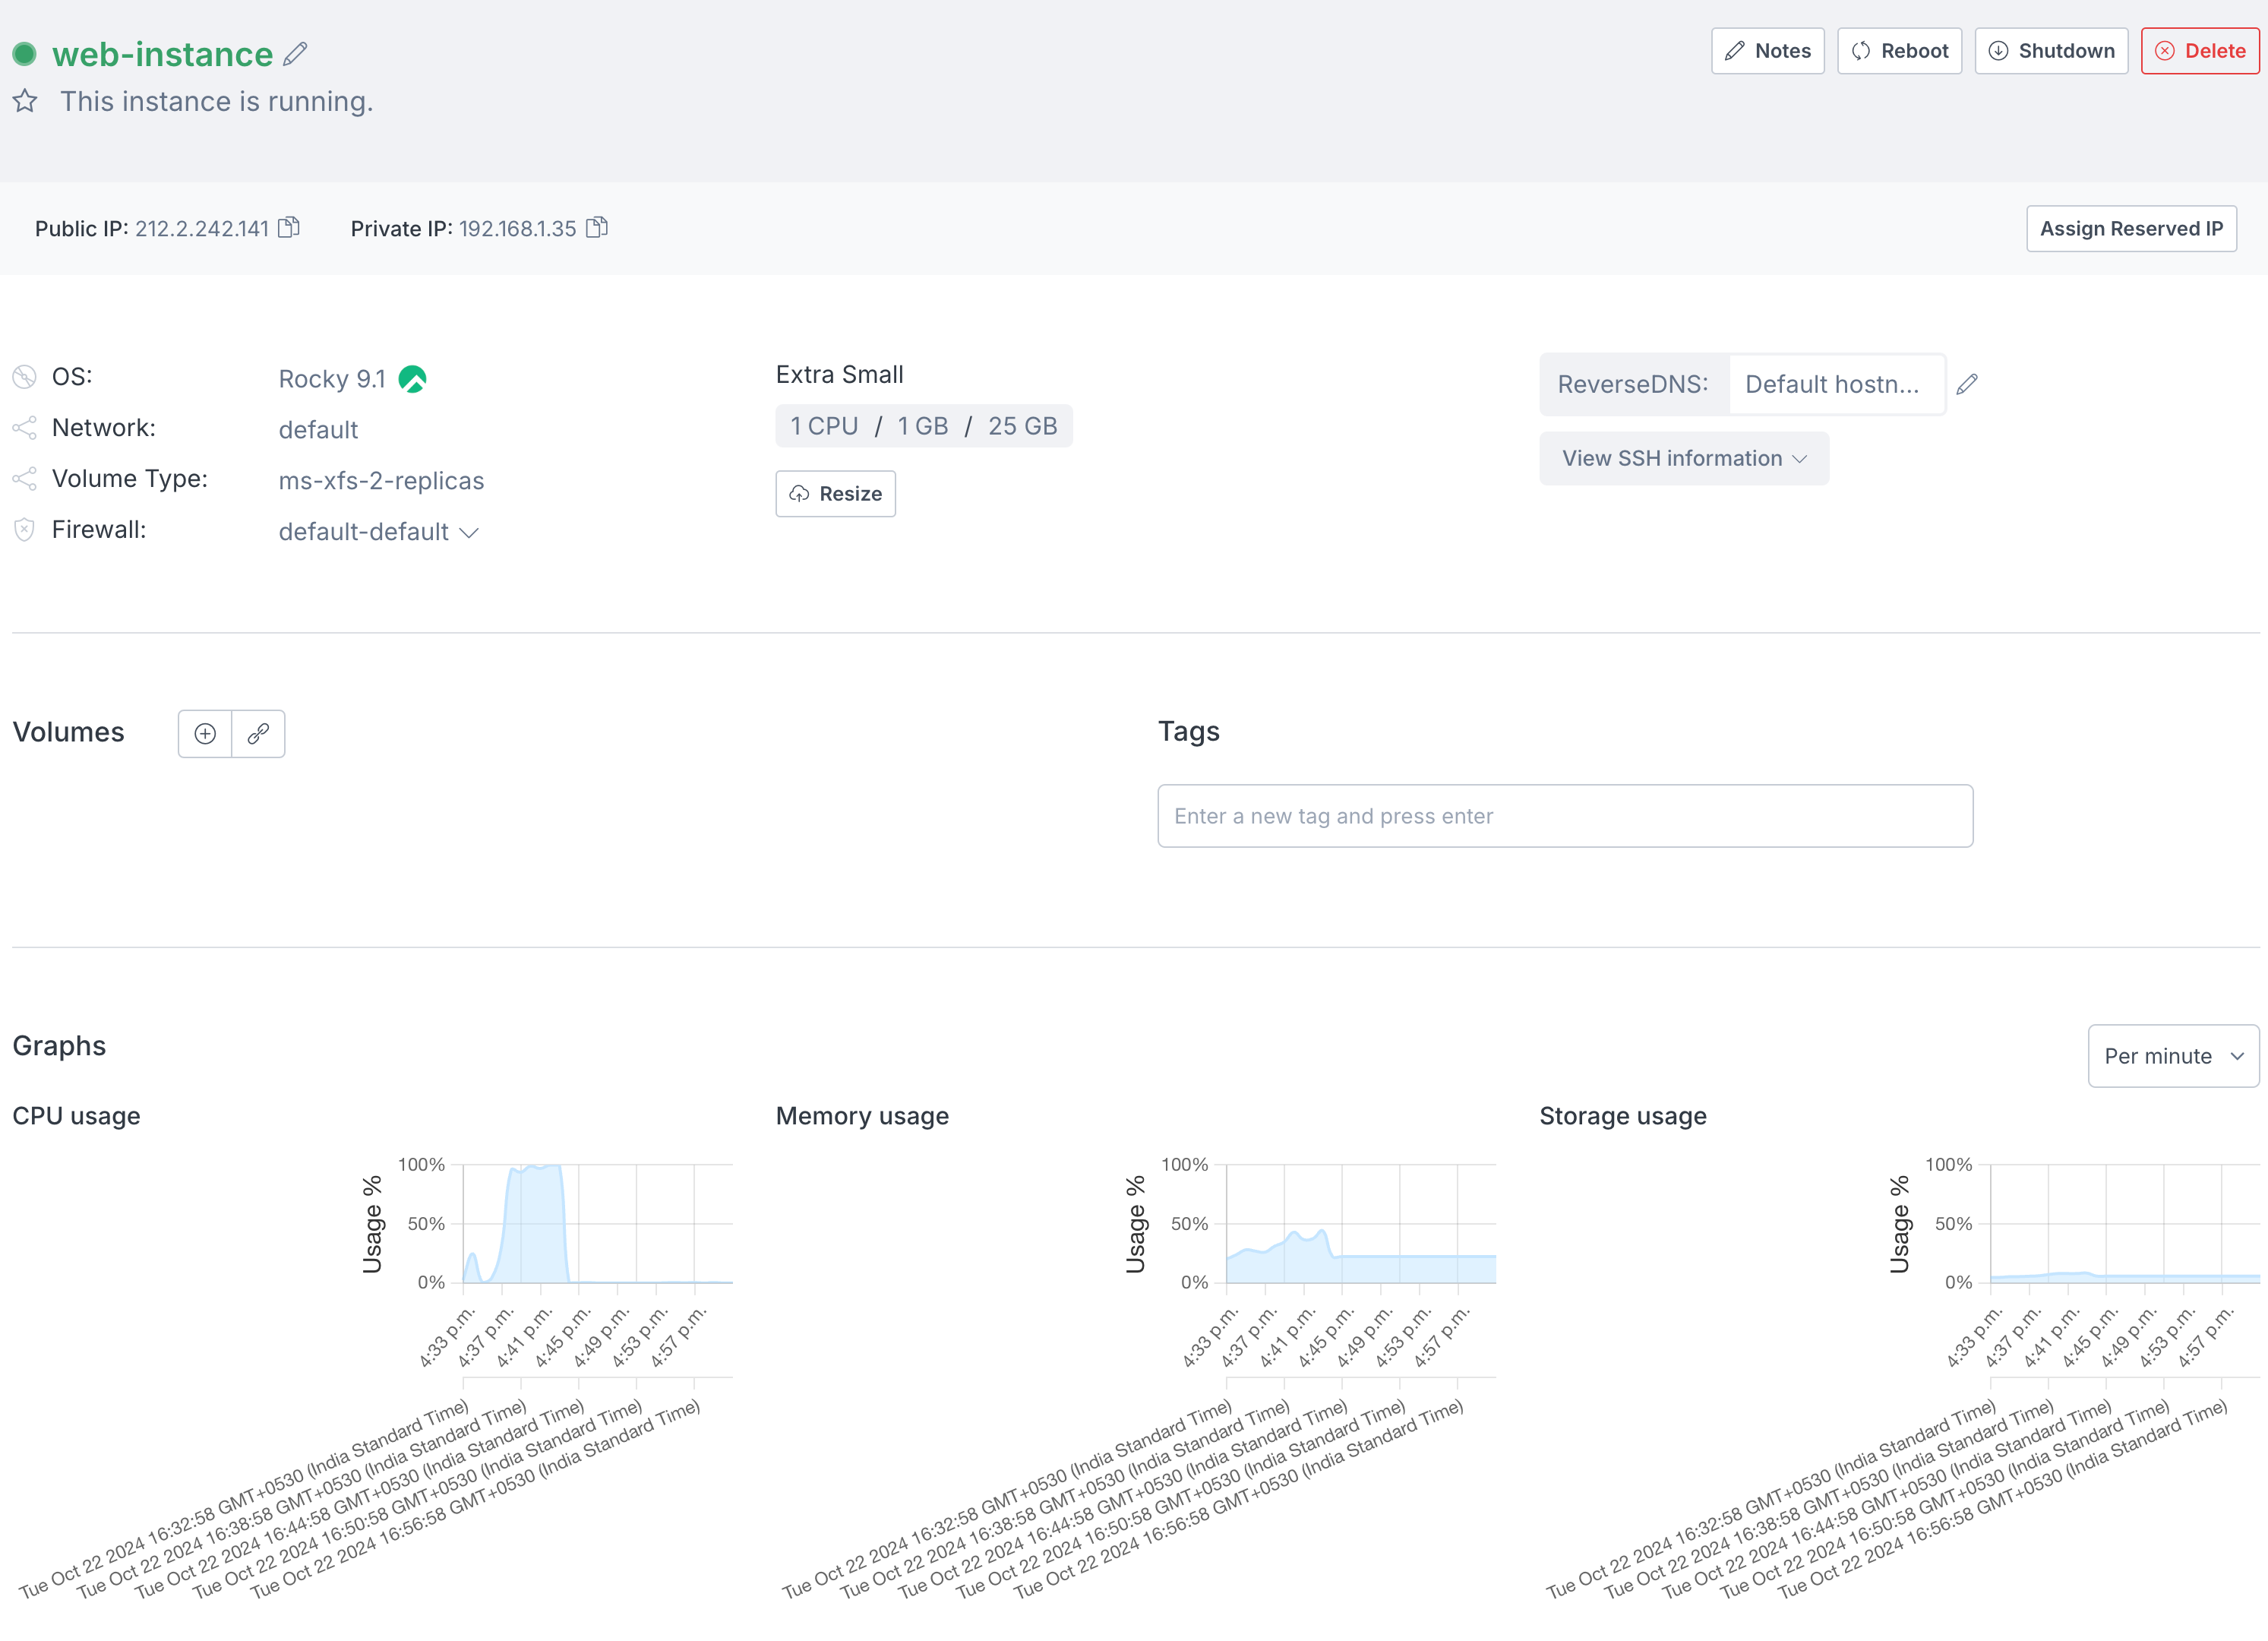 web-instance
Notes
Reboot
Shutdown
Delete
This instance is running.
Public IP: 212.2.242.141
Private IP: 192.168.1.35
Assign Reserved IP
OS: Rocky 9.1
Network: default
Volume Type: ms-xfs-2-replicas
Firewall: default-default
Extra Small
1 CPU / 1 GB / 25 GB
Resize
ReverseDNS: Default hostn...
View SSH information
Volumes
Tags
Enter a new tag and press enter
Graphs
Per minute
CPU usage
Usage %
100%
50%
0%
4:33 p.m.
4:37 p.m.
4:41 p.m.
4:45 p.m.
4:49 p.m.
4:53 p.m.
4:57 p.m.
Tue Oct 22 2024 16:32:58 GMT+0530 (India Standard Time)
Tue Oct 22 2024 16:38:58 GMT+0530 (India Standard Time)
Tue Oct 22 2024 16:44:58 GMT+0530 (India Standard Time)
Tue Oct 22 2024 16:50:58 GMT+0530 (India Standard Time)
Tue Oct 22 2024 16:56:58 GMT+0530 (India Standard Time)
Memory usage
Usage %
100%
50%
0%
4:33 p.m.
4:37 p.m.
4:41 p.m.
4:45 p.m.
4:49 p.m.
4:53 p.m.
4:57 p.m.
Tue Oct 22 2024 16:32:58 GMT+0530 (India Standard Time)
Tue Oct 22 2024 16:38:58 GMT+0530 (India Standard Time)
Tue Oct 22 2024 16:44:58 GMT+0530 (India Standard Time)
Tue Oct 22 2024 16:50:58 GMT+0530 (India Standard Time)
Tue Oct 22 2024 16:56:58 GMT+0530 (India Standard Time)
Storage usage
Usage %
100%
50%
0%
4:33 p.m.
4:37 p.m.
4:41 p.m.
4:45 p.m.
4:49 p.m.
4:53 p.m.
4:57 p.m.
Tue Oct 22 2024 16:32:58 GMT+0530 (India Standard Time)
Tue Oct 22 2024 16:38:58 GMT+0530 (India Standard Time)
Tue Oct 22 2024 16:44:58 GMT+0530 (India Standard Time)
Tue Oct 22 2024 16:50:58 GMT+0530 (India Standard Time)
Tue Oct 22 2024 16:56:58 GMT+0530 (India Standard Time)